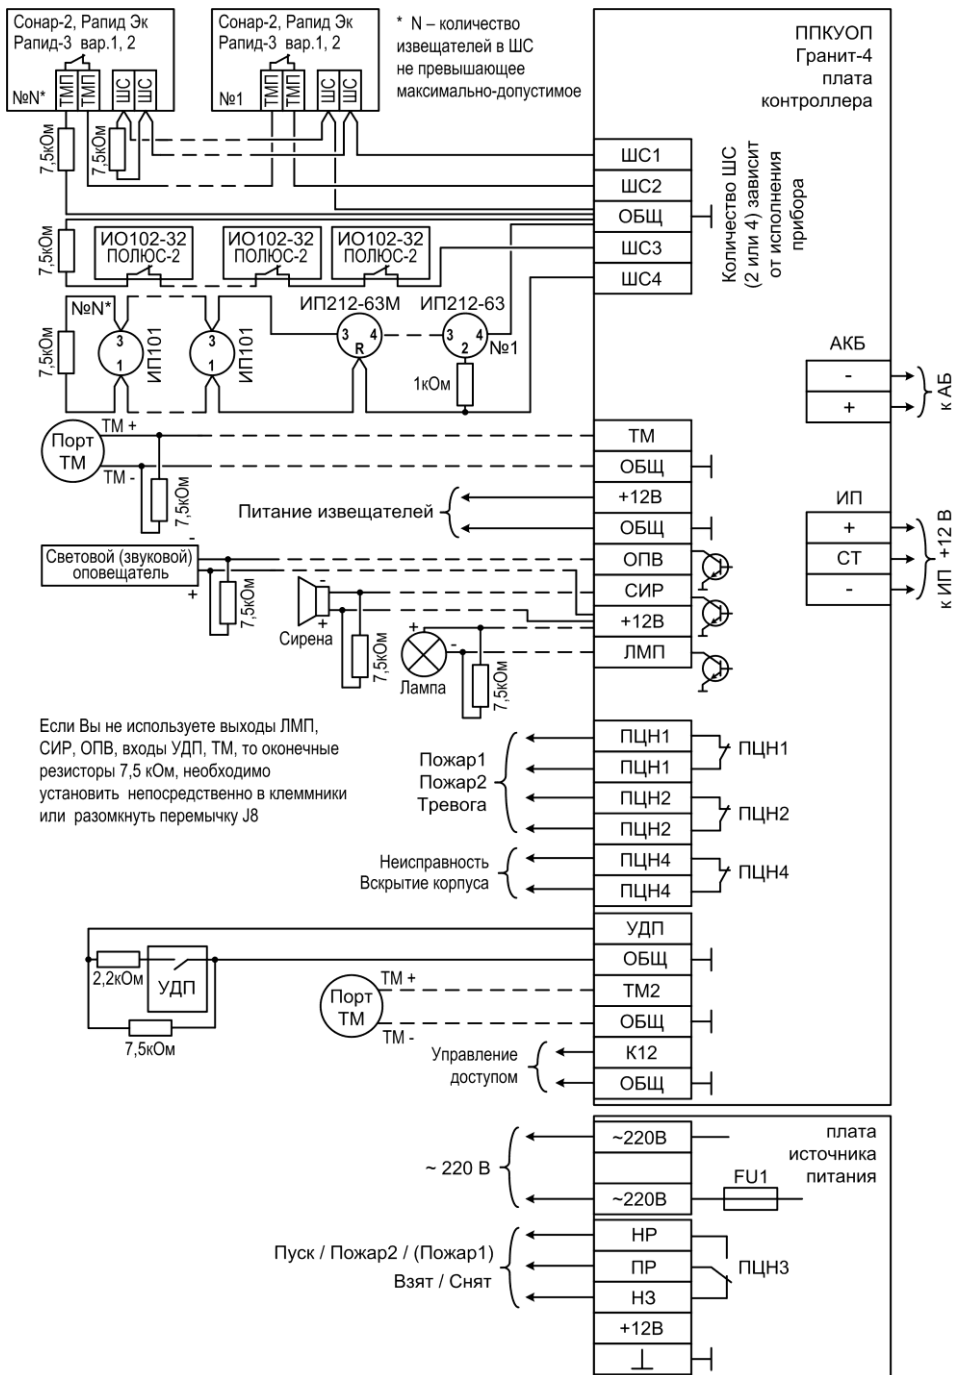 Сонар-2, Рапид Эк
Рапид-3 вар.1, 2
№N*
ТМП
ТМП
ШС
ШС
Сонар-2, Рапид Эк
Рапид-3 вар.1, 2
№1
ТМП
ТМП
ШС
ШС
* N – количество
извещателей в ШС
не превышающее
максимально-допустимое
ППКУОП
Гранит-4
плата
контроллера
7,5кОм
7,5кОм
ШС1
ШС2
ОБЩ
ШС3
ШС4
Количество ШС
(2 или 4) зависит
от исполнения
прибора
7,5кОм
ИО102-32
ПОЛЮС-2
ИО102-32
ПОЛЮС-2
ИО102-32
ПОЛЮС-2
7,5кОм
№N*
3
1
ИП101
3
1
ИП101
ИП212-63М
3 4
R
ИП212-63
3 4
2
№1
1кОм
АКБ
-
+
к АБ
Порт
ТМ
ТМ +
ТМ -
7,5кОм
ТМ
ОБЩ
+12В
ОБЩ
ОПВ
СИР
+12В
ЛМП
Питание извещателей
ИП
+
СТ
-
к ИП +12 В
Световой (звуковой)
оповещатель
-
+
7,5кОм
-
+
Сирена
7,5кОм
+
-
Лампа
7,5кОм
Если Вы не используете выходы ЛМП,
СИР, ОПВ, входы УДП, ТМ, то оконечные
резисторы 7,5 кОм, необходимо
установить непосредственно в клеммники
или разомкнуть перемычку J8
Пожар1
Пожар2
Тревога
ПЦН1
ПЦН1
ПЦН2
ПЦН2
ПЦН4
ПЦН4
ПЦН1
ПЦН2
ПЦН4
Неисправность
Вскрытие корпуса
УДП
ОБЩ
ТМ2
ОБЩ
К12
ОБЩ
2,2кОм
УДП
7,5кОм
Порт
ТМ
ТМ +
ТМ -
Управление
доступом
плата
источника
питания
~ 220 В
~220В
~220В
FU1
Пуск / Пожар2 / (Пожар1)
Взят / Снят
НР
ПР
НЗ
+12В
ПЦН3